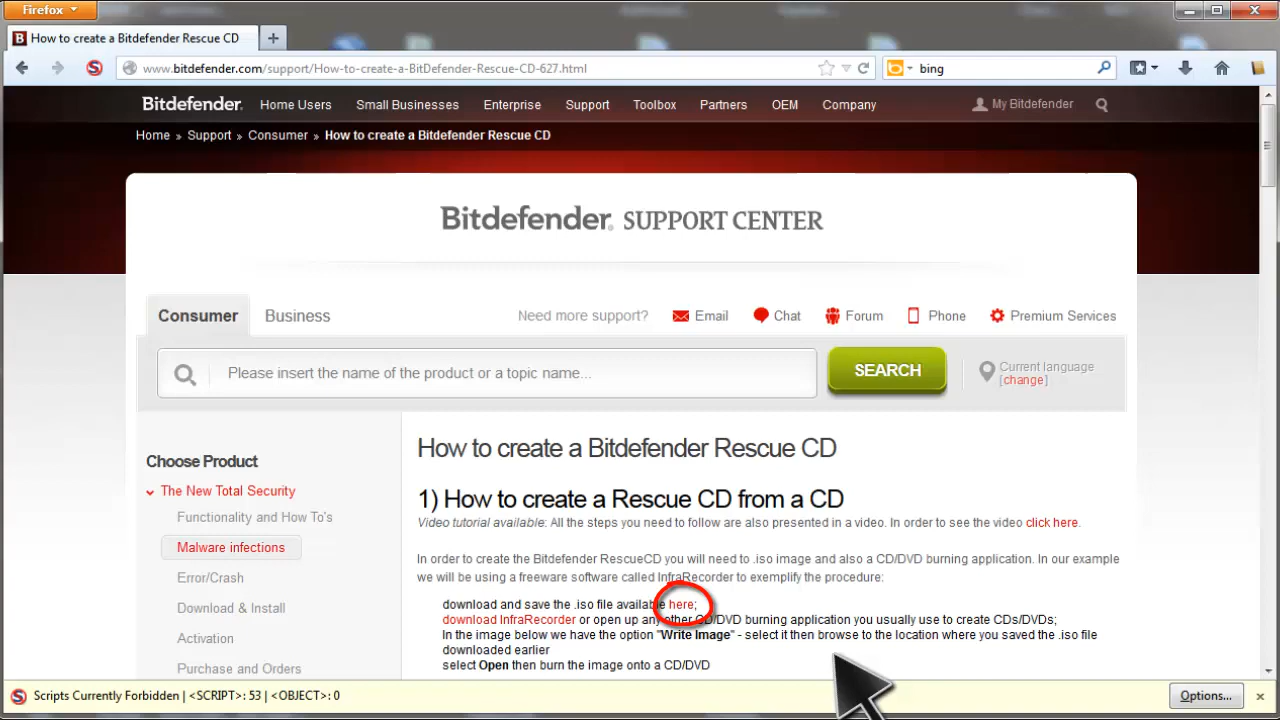 Firefox
How to create a Bitdefender Rescue CD
www.bitdefender.com/support/How-to-create-a-BitDefender-Rescue-CD-627.html
bing
Bitdefender. Home Users Small Businesses Enterprise Support Toolbox Partners OEM Company My Bitdefender
Home » Support » Consumer » How to create a Bitdefender Rescue CD
Bitdefender. SUPPORT CENTER
Consumer Business Need more support? Email Chat Forum Phone Premium Services
Please insert the name of the product or a topic name...
SEARCH
Current language
[change]
Choose Product
The New Total Security
Functionality and How To's
Malware infections
Error/Crash
Download & Install
Activation
Purchase and Orders
How to create a Bitdefender Rescue CD
1) How to create a Rescue CD from a CD
Video tutorial available: All the steps you need to follow are also presented in a video. In order to see the video click here.
In order to create the Bitdefender RescueCD you will need to .iso image and also a CD/DVD burning application. In our example
we will be using a freeware software called InfraRecorder to exemplify the procedure:
download and save the .iso file available here;
download InfraRecorder or open up any other CD/DVD burning application you usually use to create CDs/DVDs;
In the image below we have the option "Write Image" - select it then browse to the location where you saved the .iso file
downloaded earlier
select Open then burn the image onto a CD/DVD
Scripts Currently Forbidden | <SCRIPT>: 53 | <OBJECT>: 0
Options...